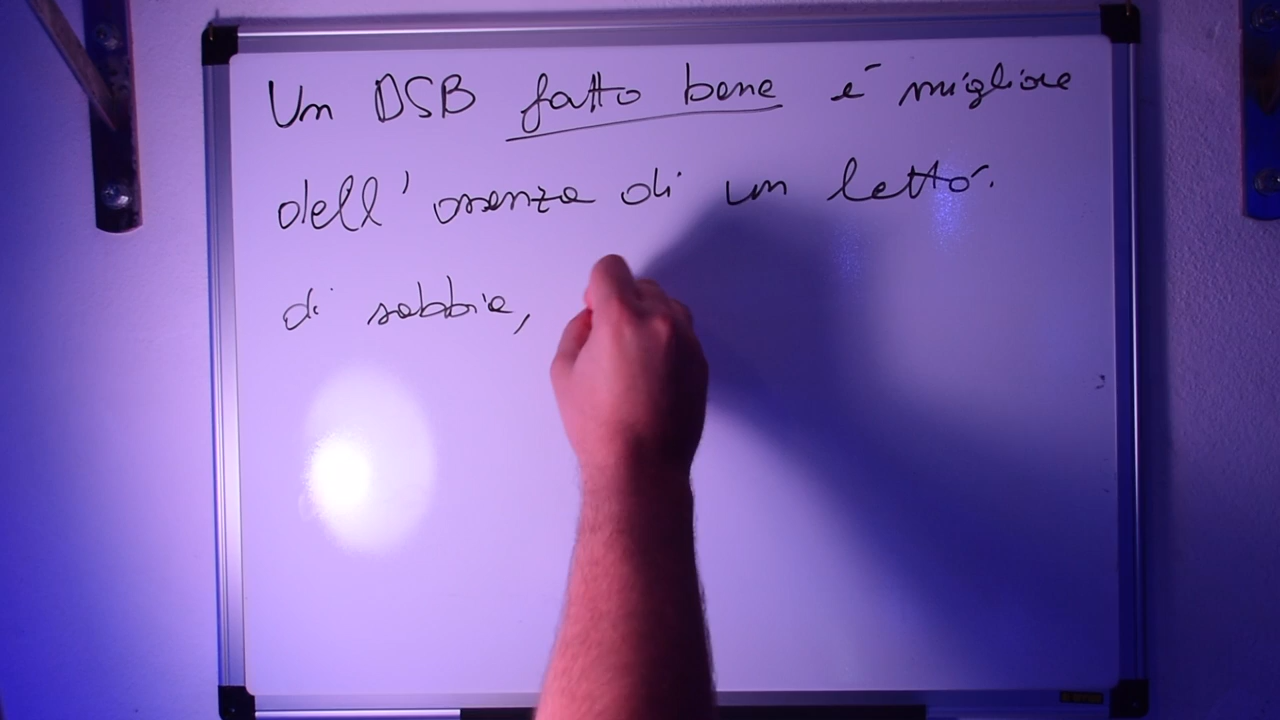 Un DSB fatto bene é migliore
dell'assenza di un letto
di sabbia,